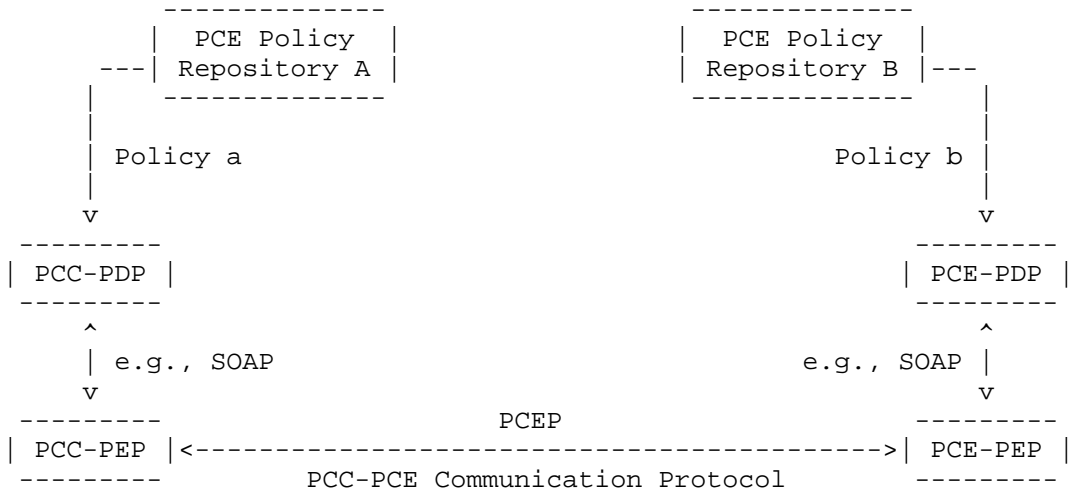 PCE Policy PCE Policy
Repository A Repository B
Policy a Policy b
PCC-PDP PCE-PDP
e.g., SOAP e.g., SOAP
PCEP
PCC-PEP PCE-PEP
PCC-PCE Communication Protocol